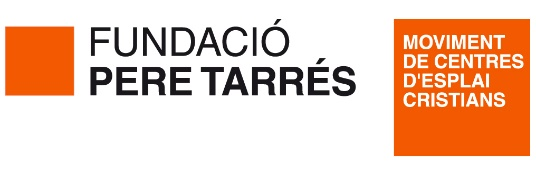 FUNDACIÓ
PERE TARRÉS
MOVIMENT
DE CENTRES
D'ESPLAI
CRISTIANS